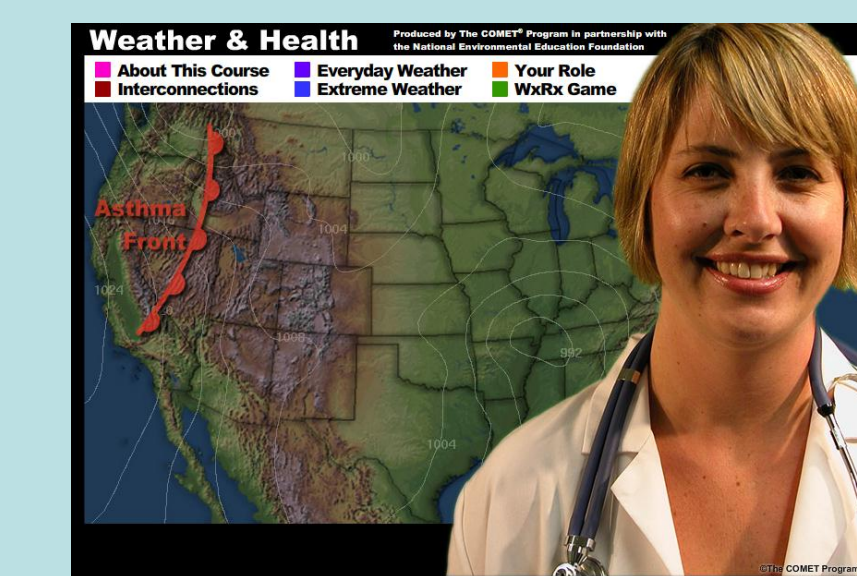 Weather & Health
Produced by The COMET® Program in partnership with
the National Environmental Education Foundation
About This Course
Everyday Weather
Your Role
Interconnections
Extreme Weather
WxRx Game
1000
Asthma
Front
1004
1024
1008
992
1004
©The COMET Program